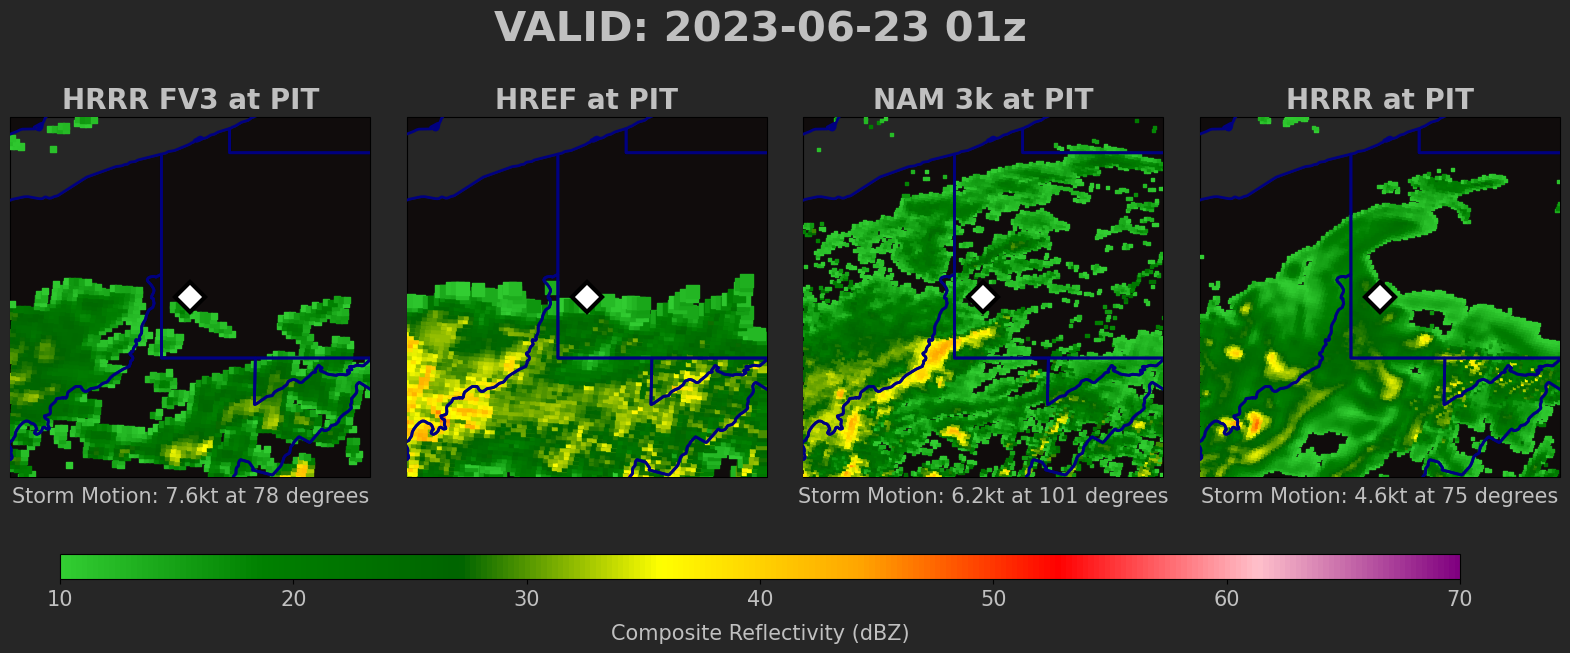 VALID: 2023-06-23 01z
HRRR FV3 at PIT
HREF at PIT
NAM 3k at PIT
HRRR at PIT
Storm Motion: 7.6kt at 78 degrees
Storm Motion: 6.2kt at 101 degrees
Storm Motion: 4.6kt at 75 degrees
10 20 30 40 50 60 70
Composite Reflectivity (dBZ)